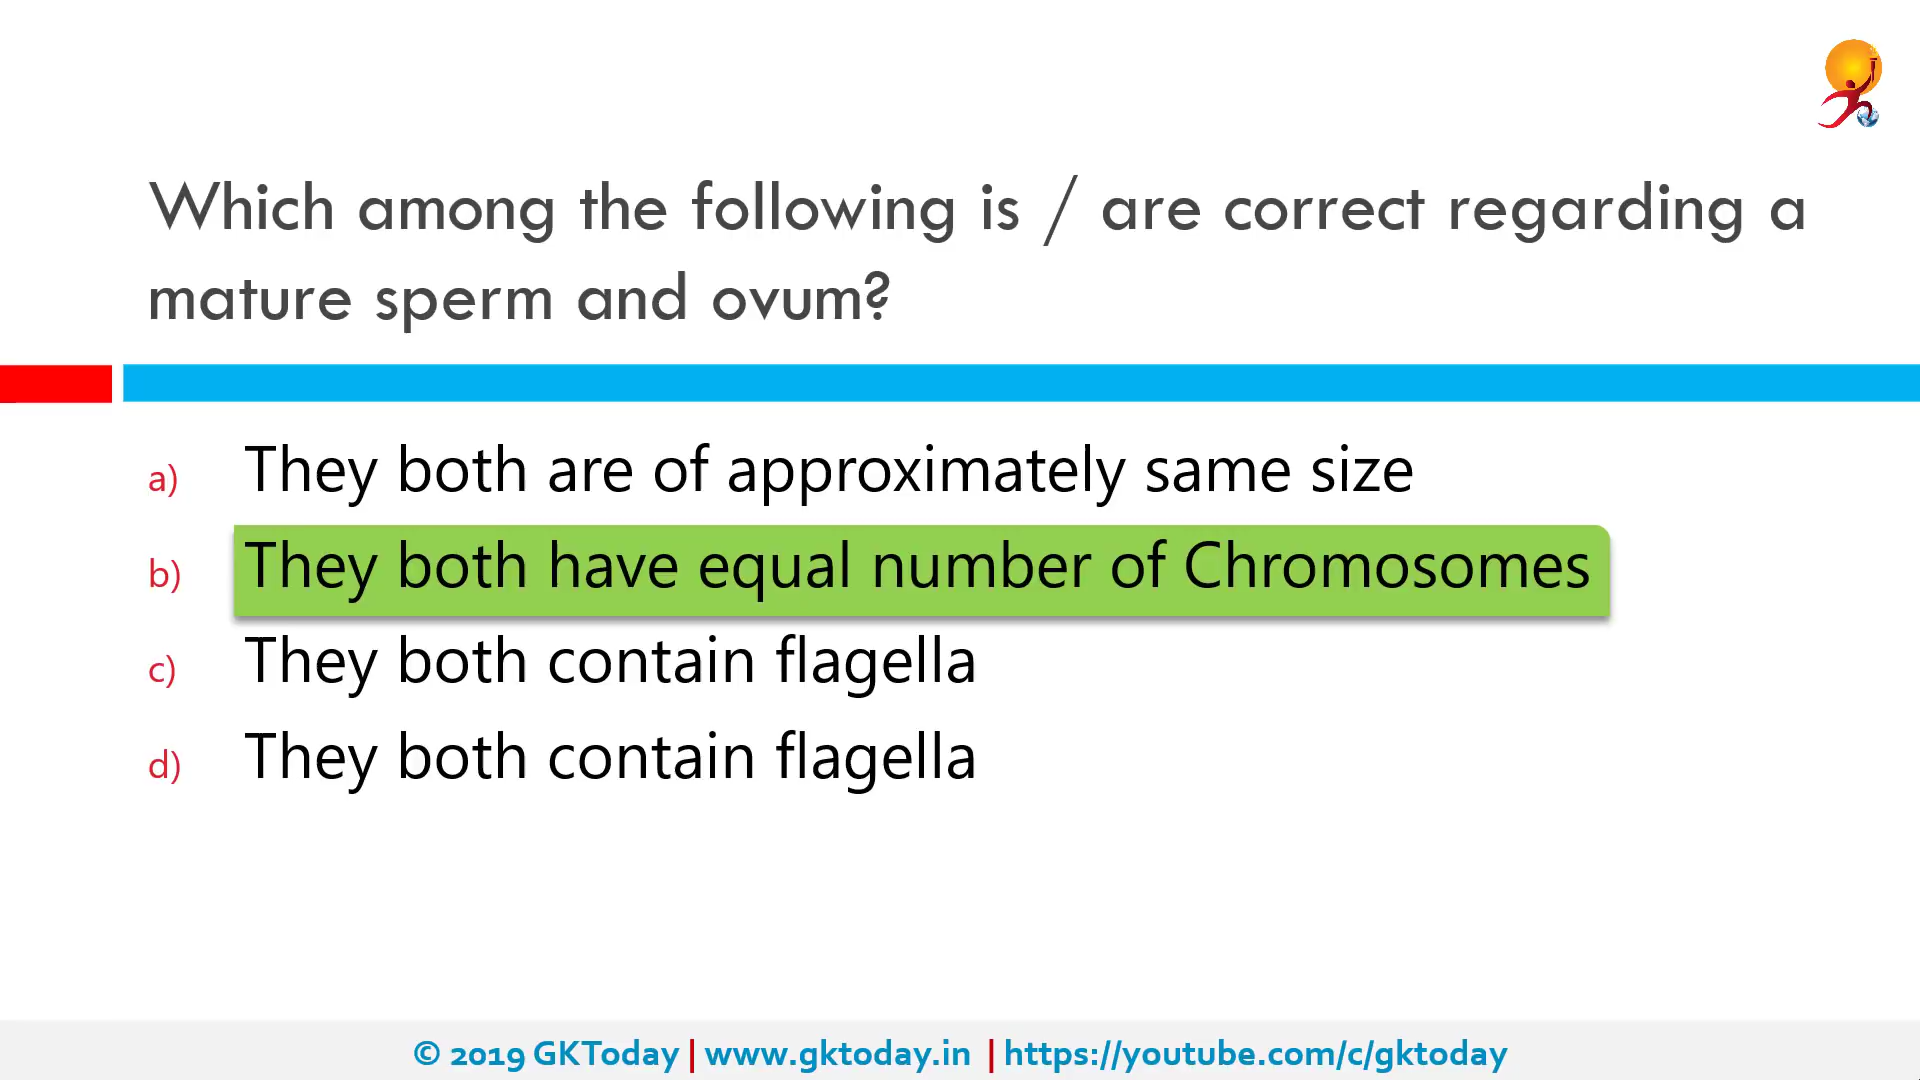 Which among the following is / are correct regarding a
mature sperm and ovum?
a) They both are of approximately same size
b) They both have equal number of Chromosomes
c) They both contain flagella
d) They both contain flagella
© 2019 GKToday | www.gktoday.in | https://youtube.com/c/gktoday